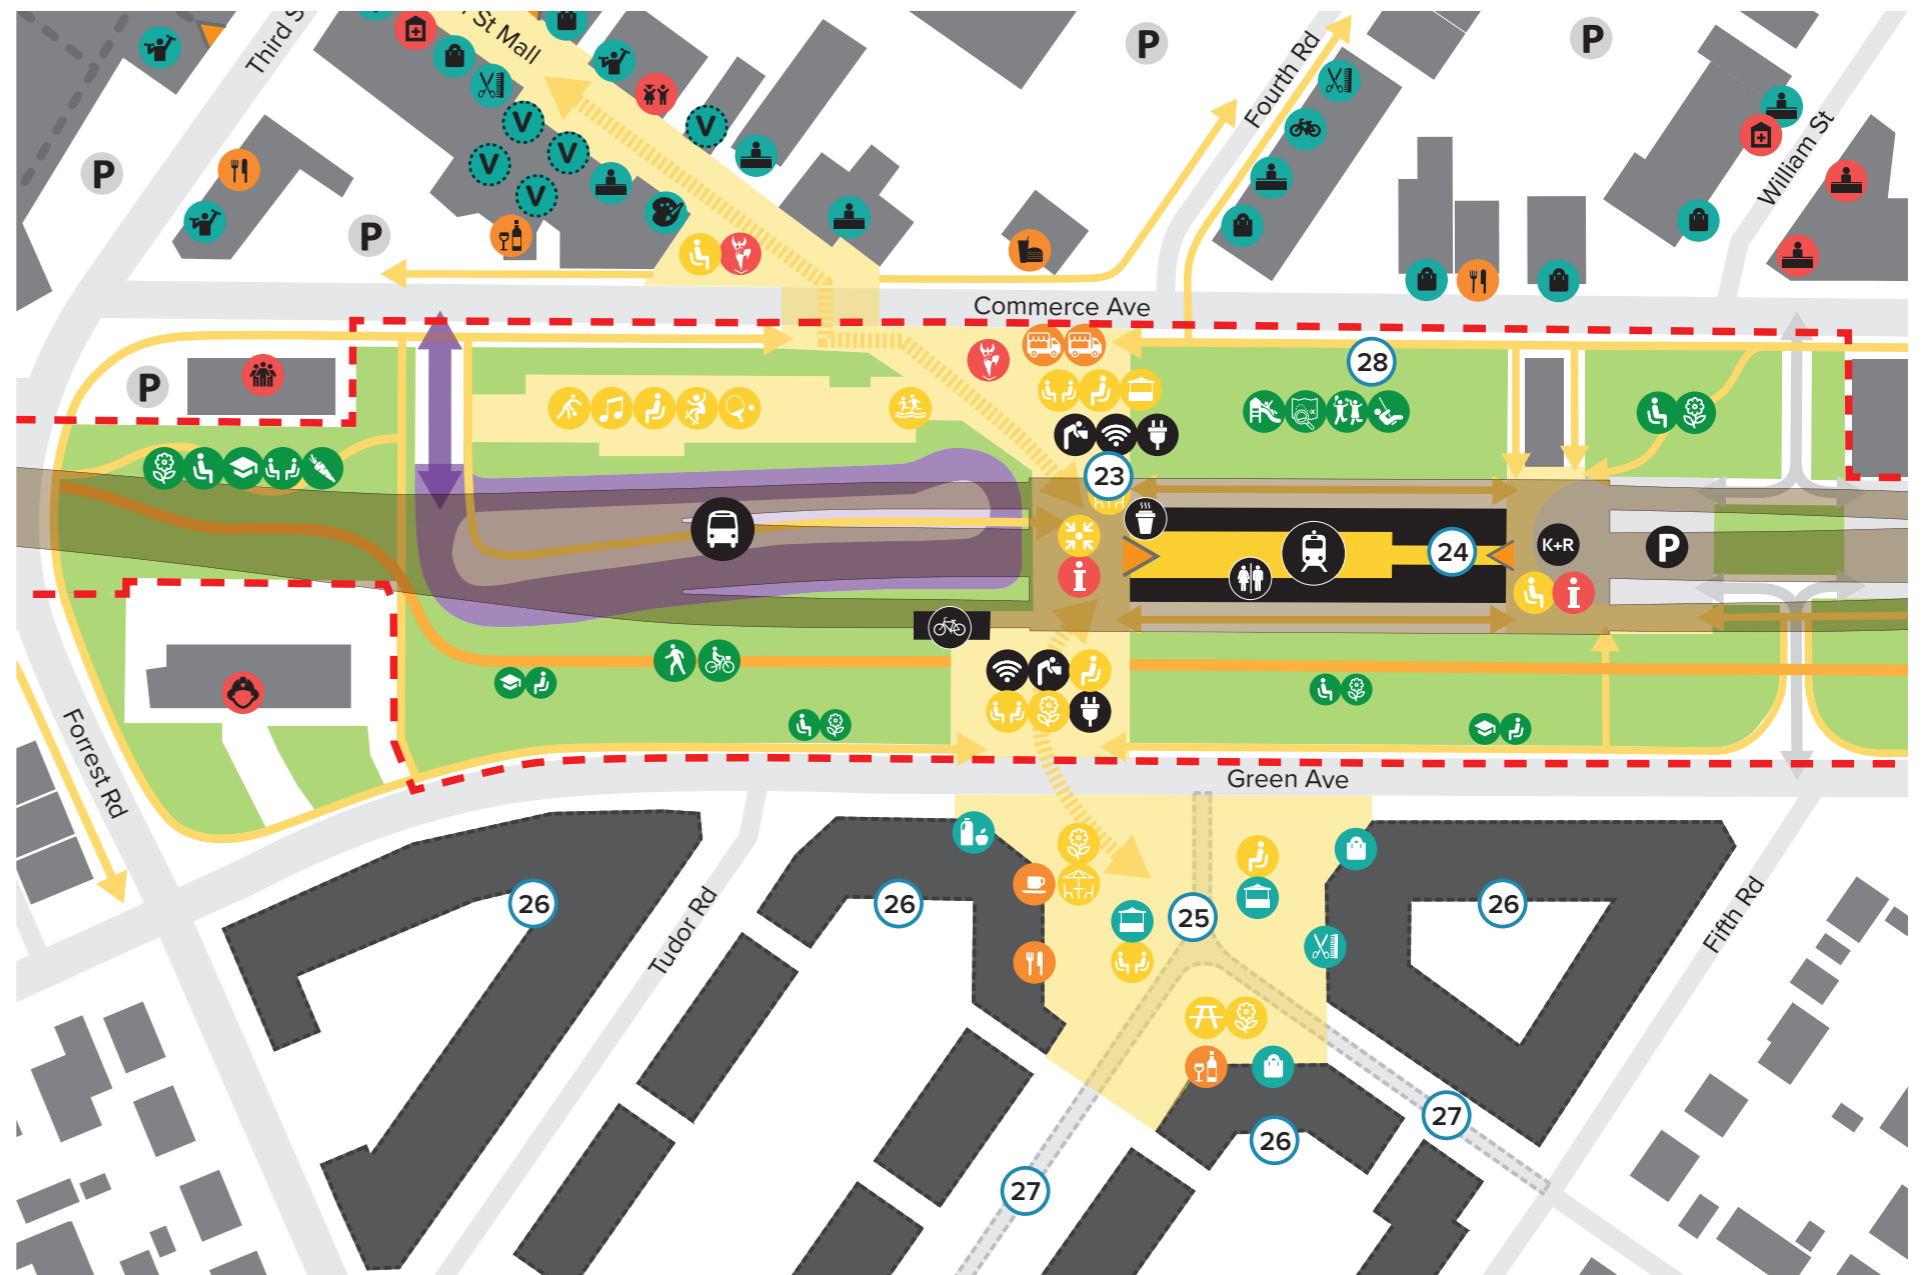 Third S
St Mall
P
Fourth Rd
P
William St
P
P
V
V
V
V
V
Commerce Ave
P
28
23
24
K+R
P
i
i
Forrest Rd
Green Ave
26
Tudor Rd
26
25
26
Fifth Rd
27
26
27